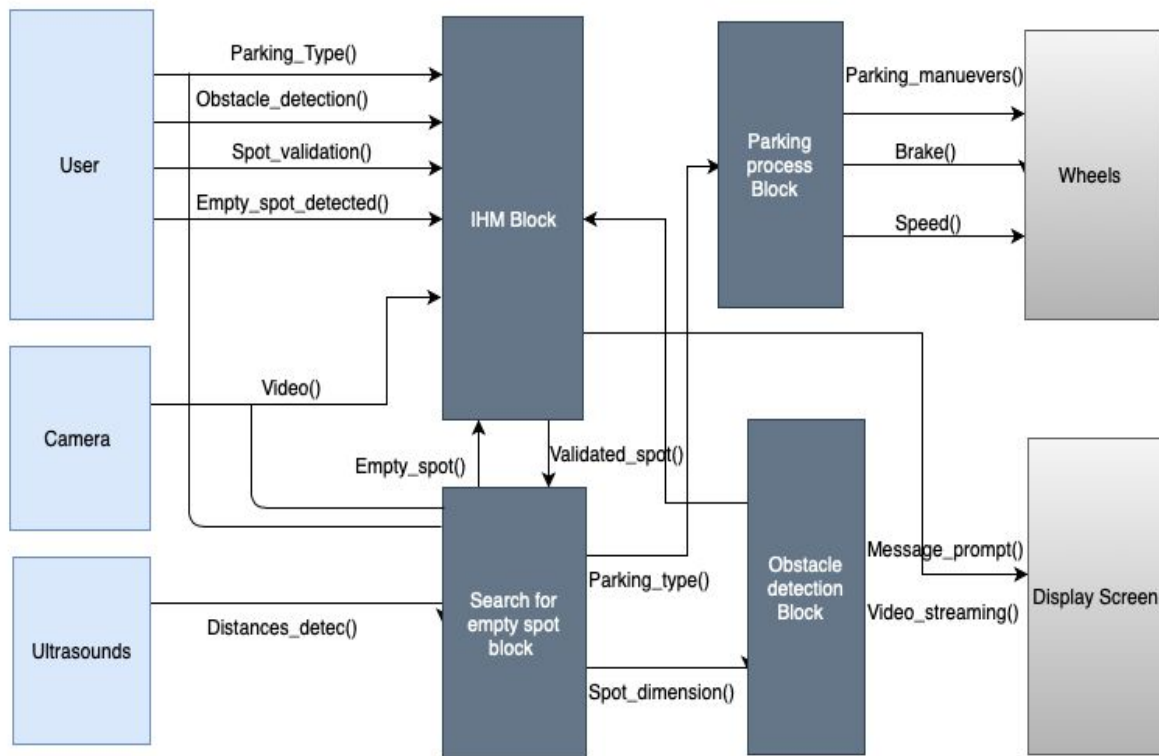 Parking_Type()
Obstacle_detection()
User
Spot_validation()
Empty_spot_detected()
IHM Block
Parking
process
Block
Parking_manuevers()
Brake()
Wheels
Speed()
Camera
Video()
Empty_spot()
Validated_spot()
Ultrasounds
Distances_detec()
Search for
empty spot
block
Parking_type()
Spot_dimension()
Obstacle
detection
Block
Message_prompt()
Video_streaming()
Display Screen